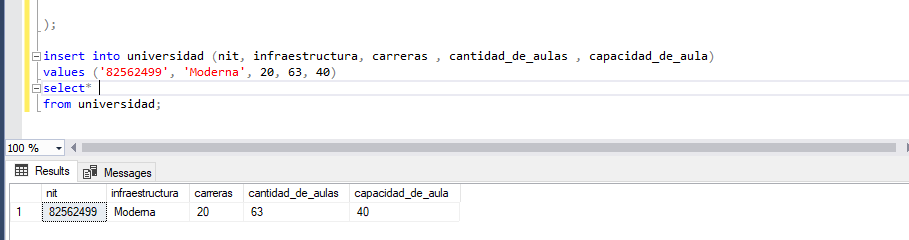 );
insert into universidad (nit, infraestructura, carreras , cantidad_de_aulas , capacidad_de_aula)
values ('82562499', 'Moderna', 20, 63, 40)
select*
from universidad;
100 %
Results Messages
nit infraestructura carreras cantidad_de_aulas capacidad_de_aula
1 82562499 Moderna 20 63 40